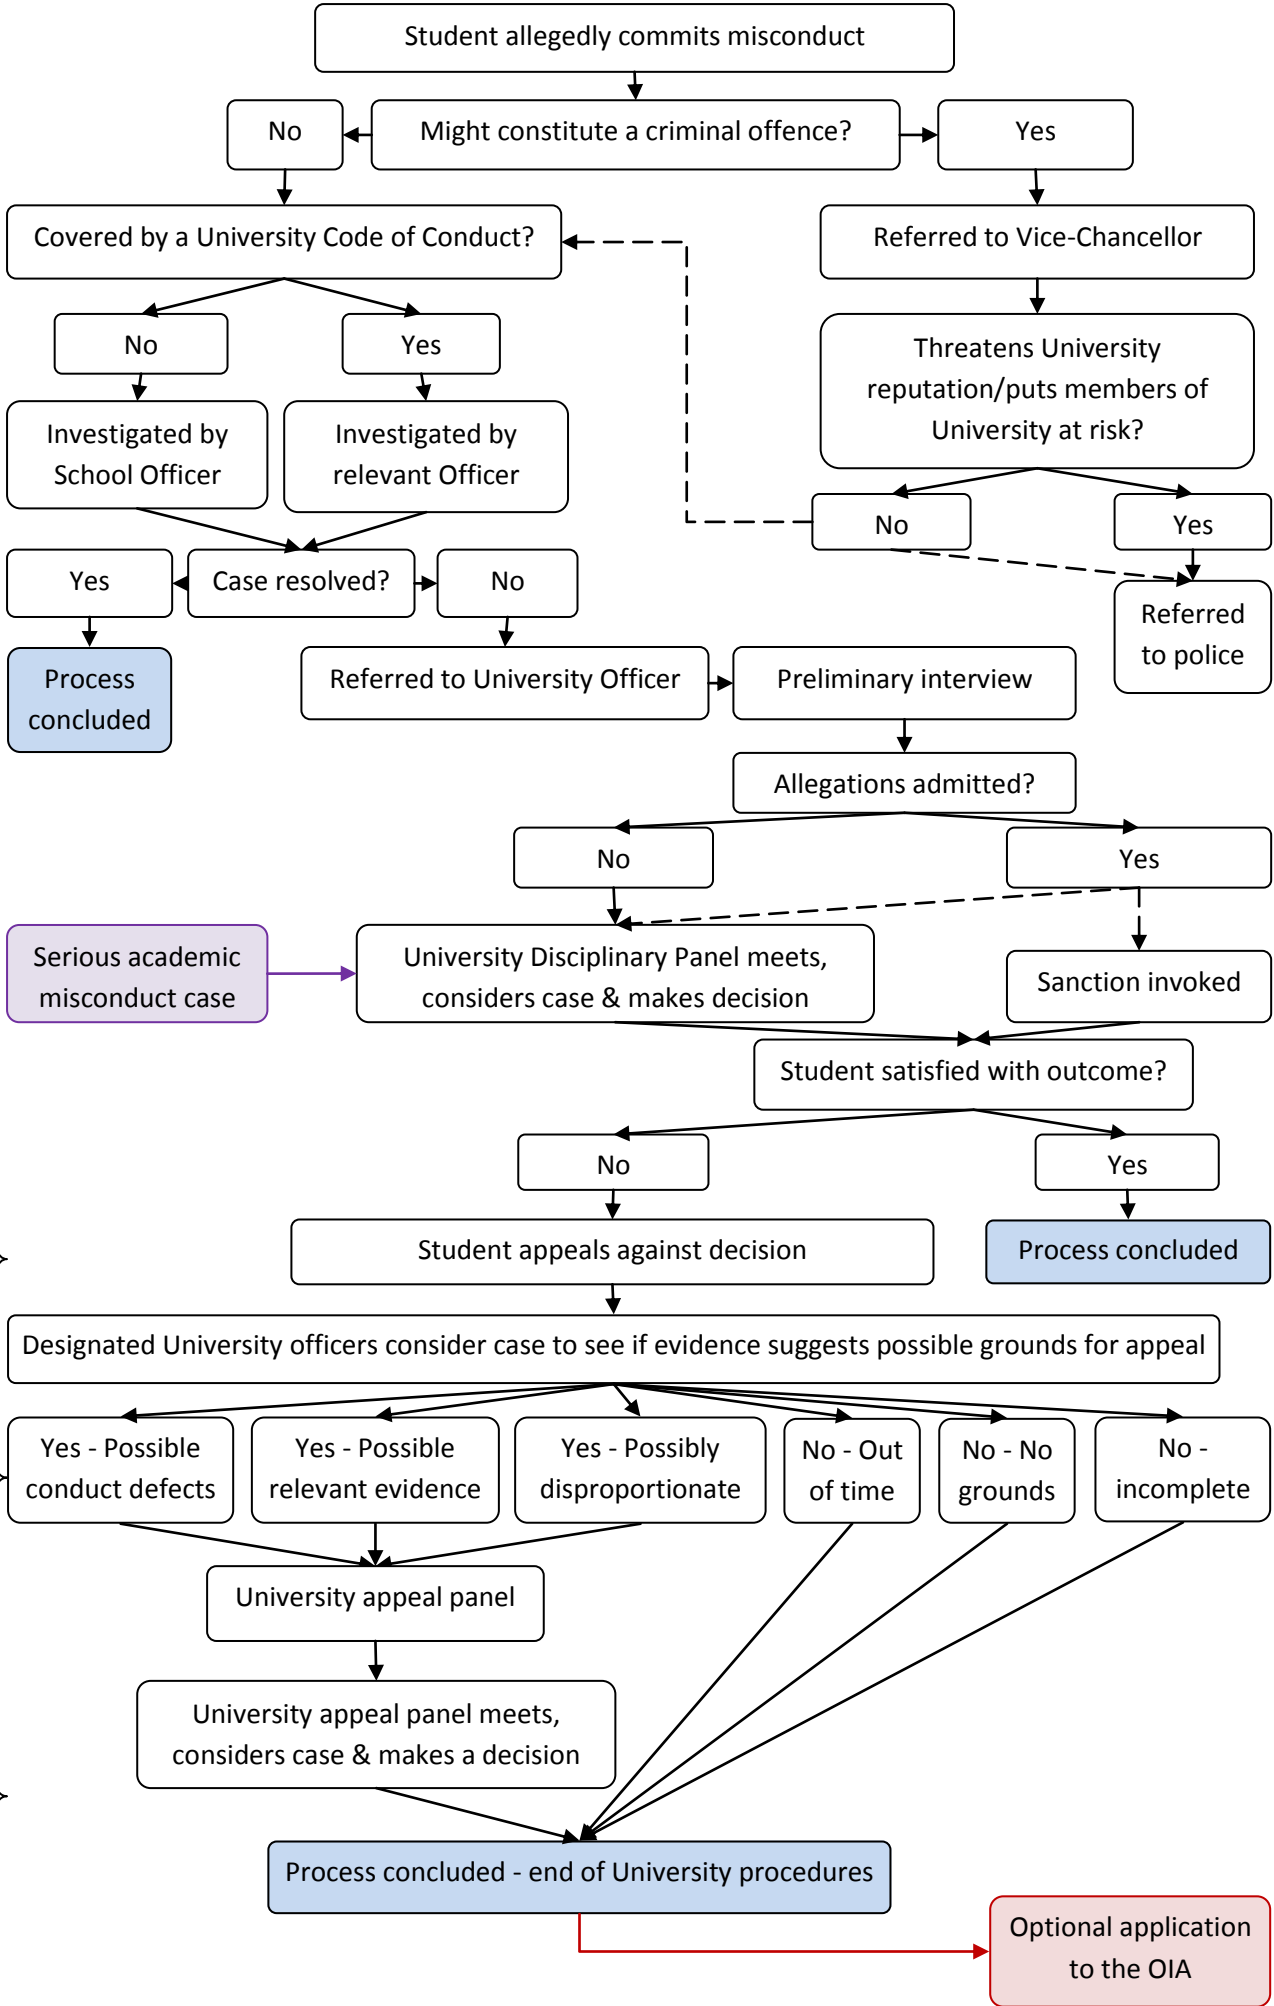 Student allegedly commits misconduct
No
Might constitute a criminal offence?
Yes
Covered by a University Code of Conduct?
Referred to Vice-Chancellor
No
Yes
Threatens University
reputation/puts members of
University at risk?
Investigated by
School Officer
Investigated by
relevant Officer
No
Yes
Yes
Case resolved?
No
Referred
to police
Process
concluded
Referred to University Officer
Preliminary interview
Allegations admitted?
No
Yes
Serious academic
misconduct case
University Disciplinary Panel meets,
considers case & makes decision
Sanction invoked
Student satisfied with outcome?
No
Yes
Student appeals against decision
Process concluded
Designated University officers consider case to see if evidence suggests possible grounds for appeal
Yes - Possible
conduct defects
Yes - Possible
relevant evidence
Yes - Possibly
disproportionate
No - Out
of time
No - No
grounds
No -
incomplete
University appeal panel
University appeal panel meets,
considers case & makes a decision
Process concluded - end of University procedures
Optional application
to the OIA